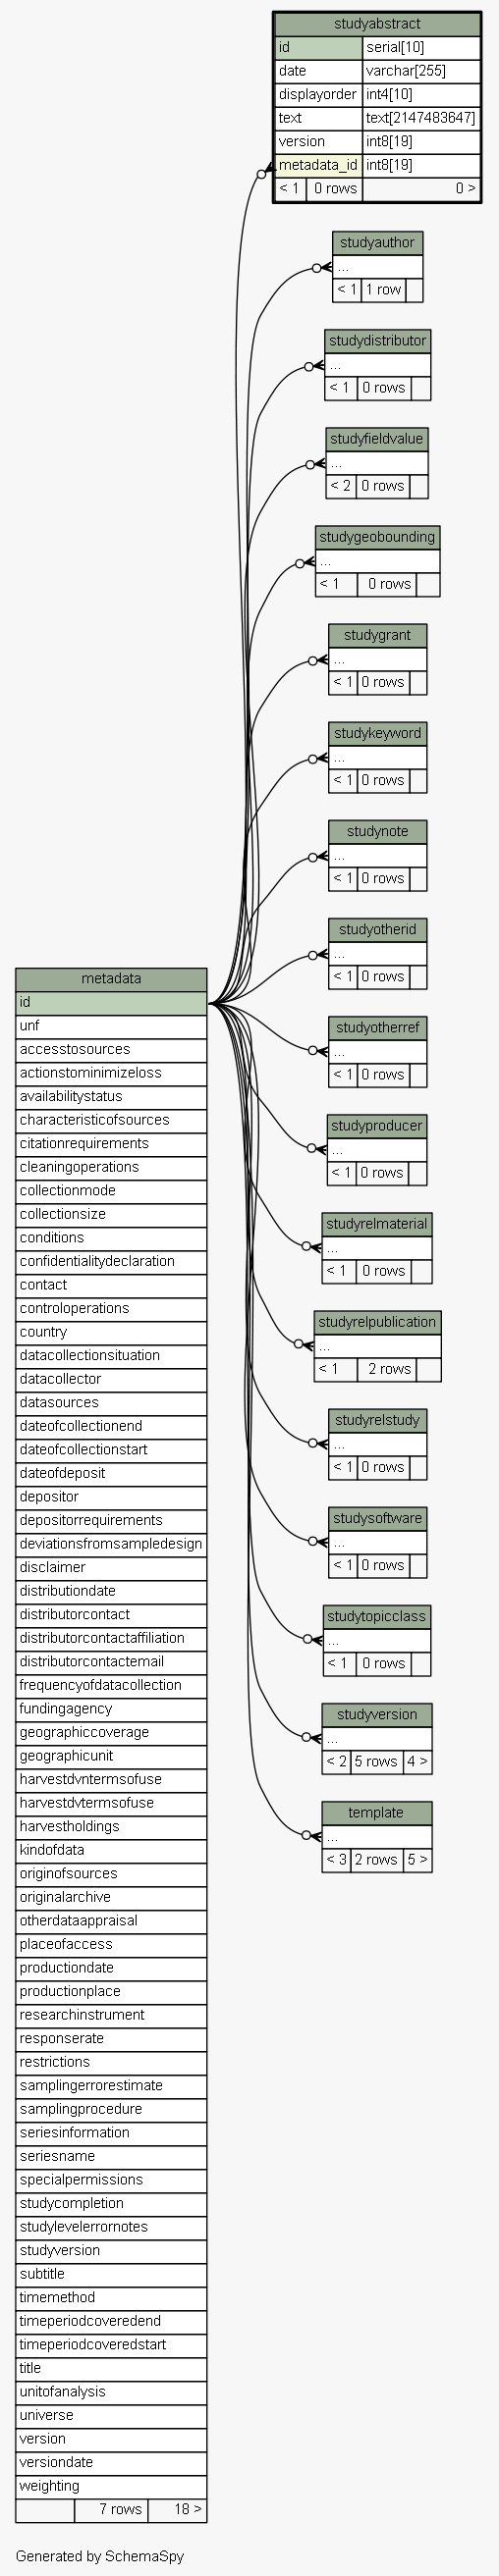 studyabstract
id serial[10]
date varchar[255]
displayorder int4[10]
text text[2147483647]
version int8[19]
metadata_id int8[19]
< 1 0 rows 0 >
studyauthor
...
< 1 1 row
studydistributor
...
< 1 0 rows
studyfieldvalue
...
< 2 0 rows
studygeobounding
...
< 1 0 rows
studygrant
...
< 1 0 rows
studykeyword
...
< 1 0 rows
studynote
...
< 1 0 rows
studyotherid
...
< 1 0 rows
studyotherref
...
< 1 0 rows
studyproducer
...
< 1 0 rows
studyrelmaterial
...
< 1 0 rows
studyrelpublication
...
< 1 2 rows
studyrelstudy
...
< 1 0 rows
studysoftware
...
< 1 0 rows
studytopicclass
...
< 1 0 rows
studyversion
...
< 2 5 rows 4 >
template
...
< 3 2 rows 5 >
metadata
id
unf
accesstosources
actionstominimizeloss
availabilitystatus
characteristicofsources
citationrequirements
cleaningoperations
collectionmode
collectionsize
conditions
confidentialitydeclaration
contact
controloperations
country
datacollectionsituation
datacollector
datasources
dateofcollectionend
dateofcollectionstart
dateofdeposit
depositor
depositorrequirements
deviationsfromsampledesign
disclaimer
distributiondate
distributorcontact
distributorcontactaffiliation
distributorcontactemail
frequencyofdatacollection
fundingagency
geographiccoverage
geographicunit
harvestdvntermsofuse
harvestdvtermsofuse
harvestholdings
kindofdata
originofsources
originalarchive
otherdataappraisal
placeofaccess
productiondate
productionplace
researchinstrument
responserate
restrictions
samplingerrorestimate
samplingprocedure
seriesinformation
seriesname
specialpermissions
studycompletion
studylevelerrornotes
studyversion
subtitle
timemethod
timeperiodcoveredend
timeperiodcoveredstart
title
unitofanalysis
universe
version
versiondate
weighting
7 rows 18 >
Generated by SchemaSpy